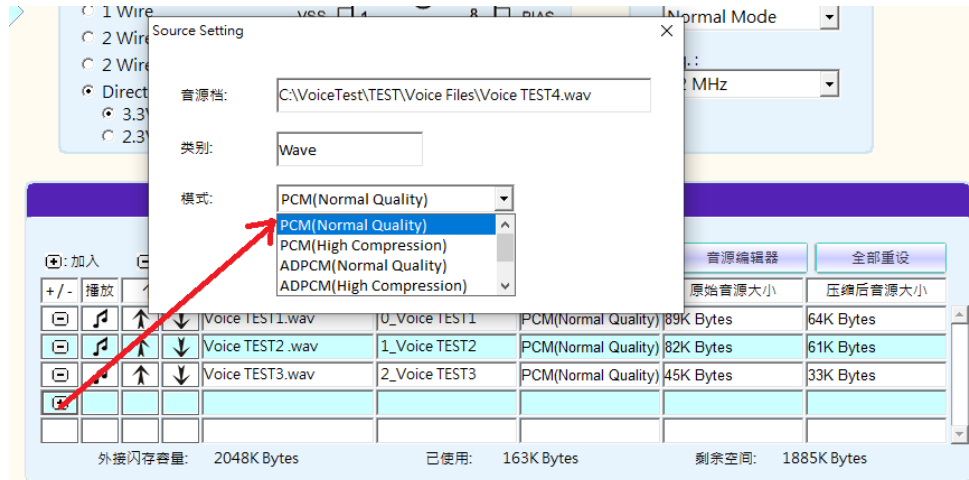 1 Wire
VSS 1 8 BIAS
Normal Mode
2 Wire
Source Setting
2 Wire
Direct
音源档: C:\VoiceTest\TEST\Voice Files\Voice TEST4.wav
MHz
3.3V
2.3V
类别: Wave
模式: PCM(Normal Quality)
PCM(Normal Quality)
PCM(High Compression)
ADPCM(Normal Quality)
ADPCM(High Compression)
:加入
音源编辑器 全部重设
+/- 播放 原始音源大小 压缩后音源大小
Voice TEST1.wav 0_Voice TEST1 PCM(Normal Quality) 89K Bytes 64K Bytes
Voice TEST2 .wav 1_Voice TEST2 PCM(Normal Quality) 82K Bytes 61K Bytes
Voice TEST3.wav 2_Voice TEST3 PCM(Normal Quality) 45K Bytes 33K Bytes
外接闪存容量: 2048K Bytes 已使用: 163K Bytes 剩余空间: 1885K Bytes